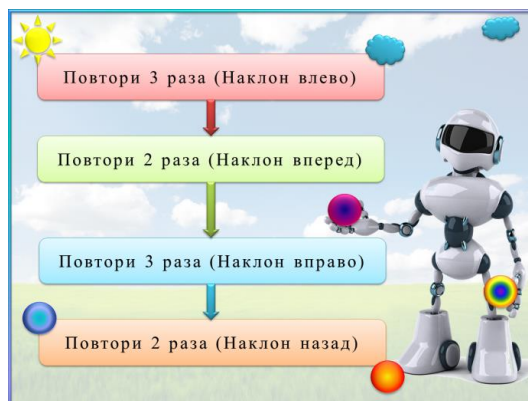 Повтори 3 раза (Наклон влево)
Повтори 2 раза (Наклон вперед)
Повтори 3 раза (Наклон вправо)
Повтори 2 раза (Наклон назад)